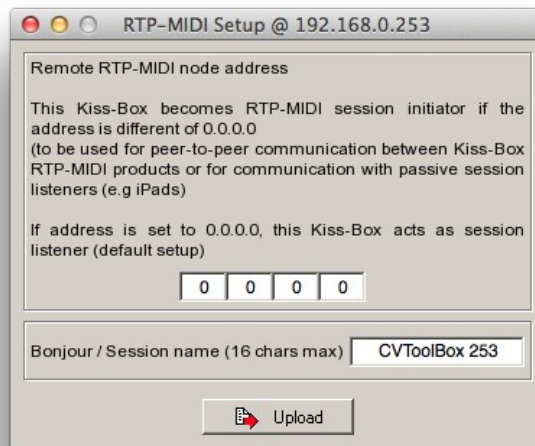 RTP-MIDI Setup @ 192.168.0.253
Remote RTP-MIDI node address
This Kiss-Box becomes RTP-MIDI session initiator if the
address is different of 0.0.0.0
(to be used for peer-to-peer communication between Kiss-Box
RTP-MIDI products or for communication with passive session
listeners (e.g iPads)
If address is set to 0.0.0.0, this Kiss-Box acts as session
listener (default setup)
0 0 0 0
Bonjour / Session name (16 chars max) CVToolBox 253
Upload